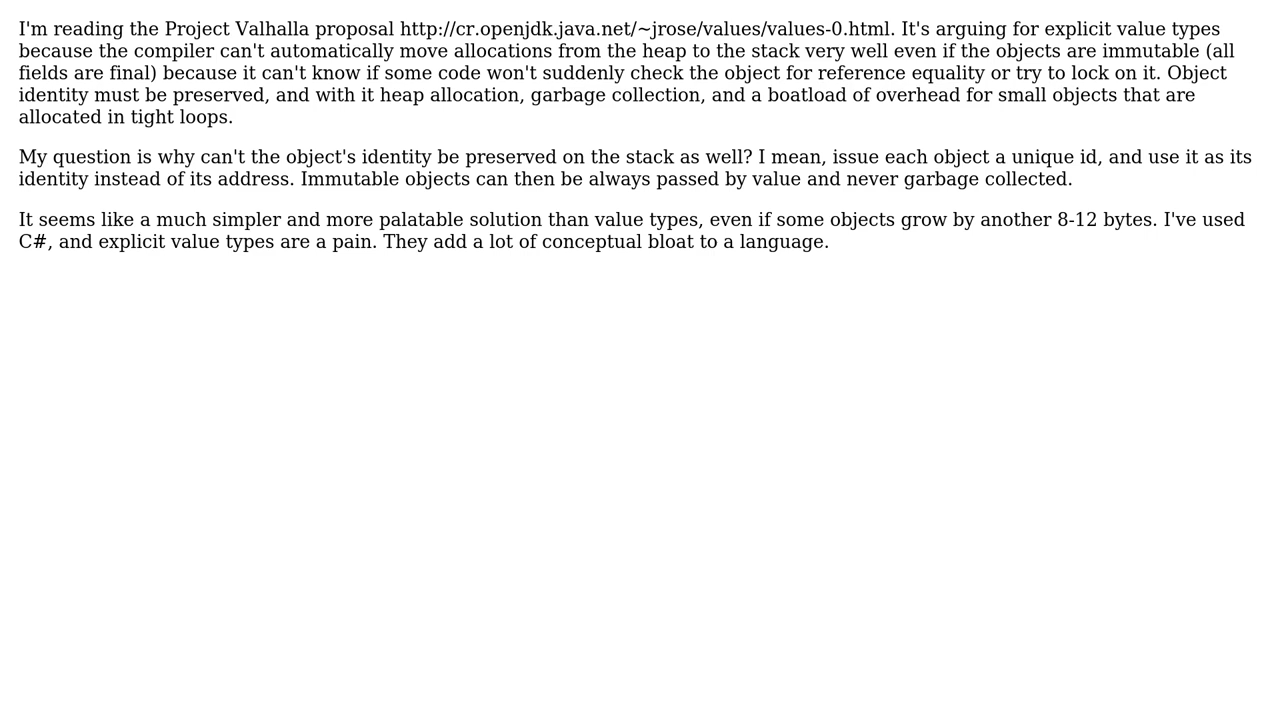 I'm reading the Project Valhalla proposal http://cr.openjdk.java.net/~jrose/values/values-0.html. It's arguing for explicit value types
because the compiler can't automatically move allocations from the heap to the stack very well even if the objects are immutable (all
fields are final) because it can't know if some code won't suddenly check the object for reference equality or try to lock on it. Object
identity must be preserved, and with it heap allocation, garbage collection, and a boatload of overhead for small objects that are
allocated in tight loops.
My question is why can't the object's identity be preserved on the stack as well? I mean, issue each object a unique id, and use it as its
identity instead of its address. Immutable objects can then be always passed by value and never garbage collected.
It seems like a much simpler and more palatable solution than value types, even if some objects grow by another 8-12 bytes. I've used
C#, and explicit value types are a pain. They add a lot of conceptual bloat to a language.